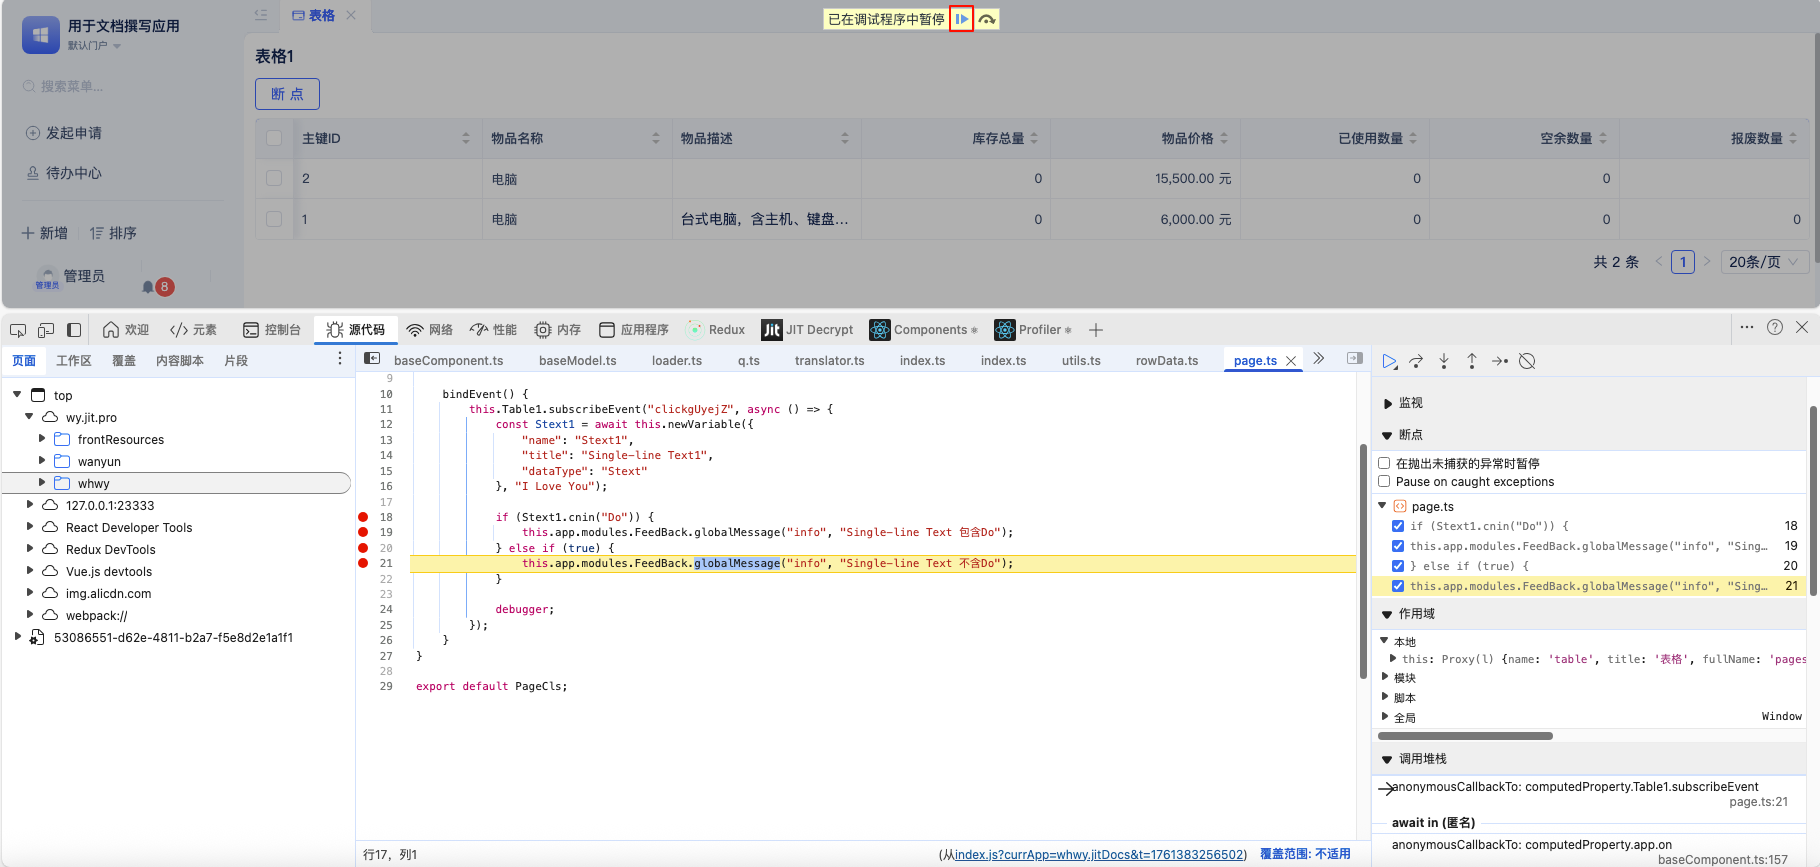 用于文档撰写应用
默认门户
搜索菜单...
发起申请
待办中心
新增
排序
管理员
管理员
8
表格
已在调试程序中暂停
表格1
断 点
主键ID 物品名称 物品描述 库存总量 物品价格 已使用数量 空余数量 报废数量
2 电脑 0 15,500.00 元 0 0
1 电脑 台式电脑，含主机、键盘... 0 6,000.00 元 0 0 0
共 2 条 1 20条/页
欢迎 元素 控制台 源代码 网络 性能 内存 应用程序 Redux Jit JIT Decrypt Components Profiler
页面 工作区 覆盖 内容脚本 片段
top
wy.jit.pro
frontResources
wanyun
whwy
127.0.0.1:23333
React Developer Tools
Redux DevTools
Vue.js devtools
img.alicdn.com
webpack://
53086551-d62e-4811-b2a7-f5e8d2e1a1f1
baseComponent.ts baseModel.ts loader.ts q.ts translator.ts index.ts index.ts utils.ts rowData.ts page.ts
9
10 bindEvent() {
11 this.Table1.subscribeEvent("clickgUyejZ", async () => {
12 const Stext1 = await this.newVariable({
13 "name": "Stext1",
14 "title": "Single-line Text1",
15 "dataType": "Stext"
16 }, "I Love You");
17
18 if (Stext1.cnin("Do")) {
19 this.app.modules.FeedBack.globalMessage("info", "Single-line Text 包含Do");
20 } else if (true) {
21 this.app.modules.FeedBack.globalMessage("info", "Single-line Text 不含Do");
22 }
23
24 debugger;
25 });
26 }
27 }
28
29 export default PageCls;
行17，列1
(从index.js?currApp=whwy.jitDocs&t=1761383256502)
覆盖范围: 不适用
监视
断点
在抛出未捕获的异常时暂停
Pause on caught exceptions
page.ts
if (Stext1.cnin("Do")) { 18
this.app.modules.FeedBack.globalMessage("info", "Sing… 19
} else if (true) { 20
this.app.modules.FeedBack.globalMessage("info", "Sing… 21
作用域
本地
this: Proxy(l) {name: 'table', title: '表格', fullName: 'pages
模块
脚本
全局 Window
调用堆栈
anonymousCallbackTo: computedProperty.Table1.subscribeEvent
page.ts:21
await in (匿名)
anonymousCallbackTo: computedProperty.app.on
baseComponent.ts:157